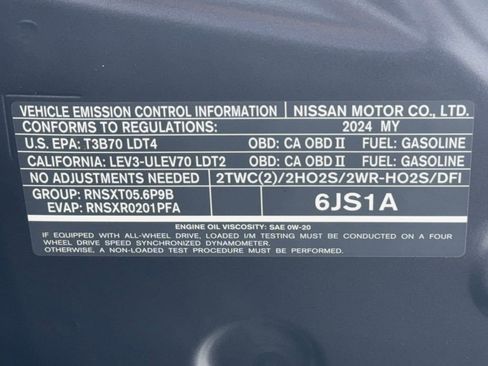 VEHICLE EMISSION CONTROL INFORMATION NISSAN MOTOR CO., LTD.
CONFORMS TO REGULATIONS: 2024 MY
U.S. EPA: T3B70 LDT4 OBD: CA OBD II FUEL: GASOLINE
CALIFORNIA: LEV3-ULEV70 LDT2 OBD: CA OBD II FUEL: GASOLINE
NO ADJUSTMENTS NEEDED 2TWC(2)/2HO2S/2WR-HO2S/DFI
GROUP: RNSXT05.6P9B
EVAP: RNSXR0201PFA
6JS1A
ENGINE OIL VISCOSITY: SAE 0W-20
IF EQUIPPED WITH ALL-WHEEL DRIVE, LOADED I/M TESTING MUST BE CONDUCTED ON A FOUR
WHEEL DRIVE SPEED SYNCHRONIZED DYNAMOMETER.
OTHERWISE, A NON-LOADED TEST PROCEDURE MUST BE USED.